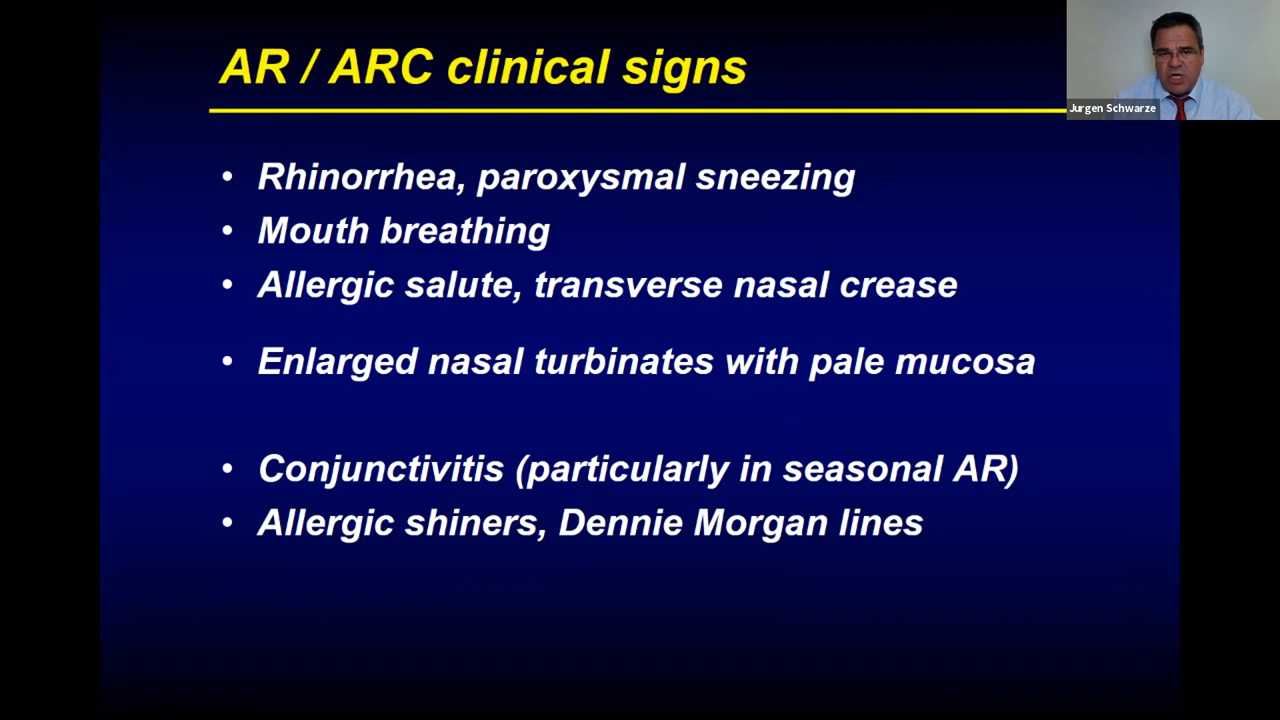 AR / ARC clinical signs
Jurgen Schwarze
• Rhinorrhea, paroxysmal sneezing
• Mouth breathing
• Allergic salute, transverse nasal crease
• Enlarged nasal turbinates with pale mucosa
• Conjunctivitis (particularly in seasonal AR)
• Allergic shiners, Dennie Morgan lines